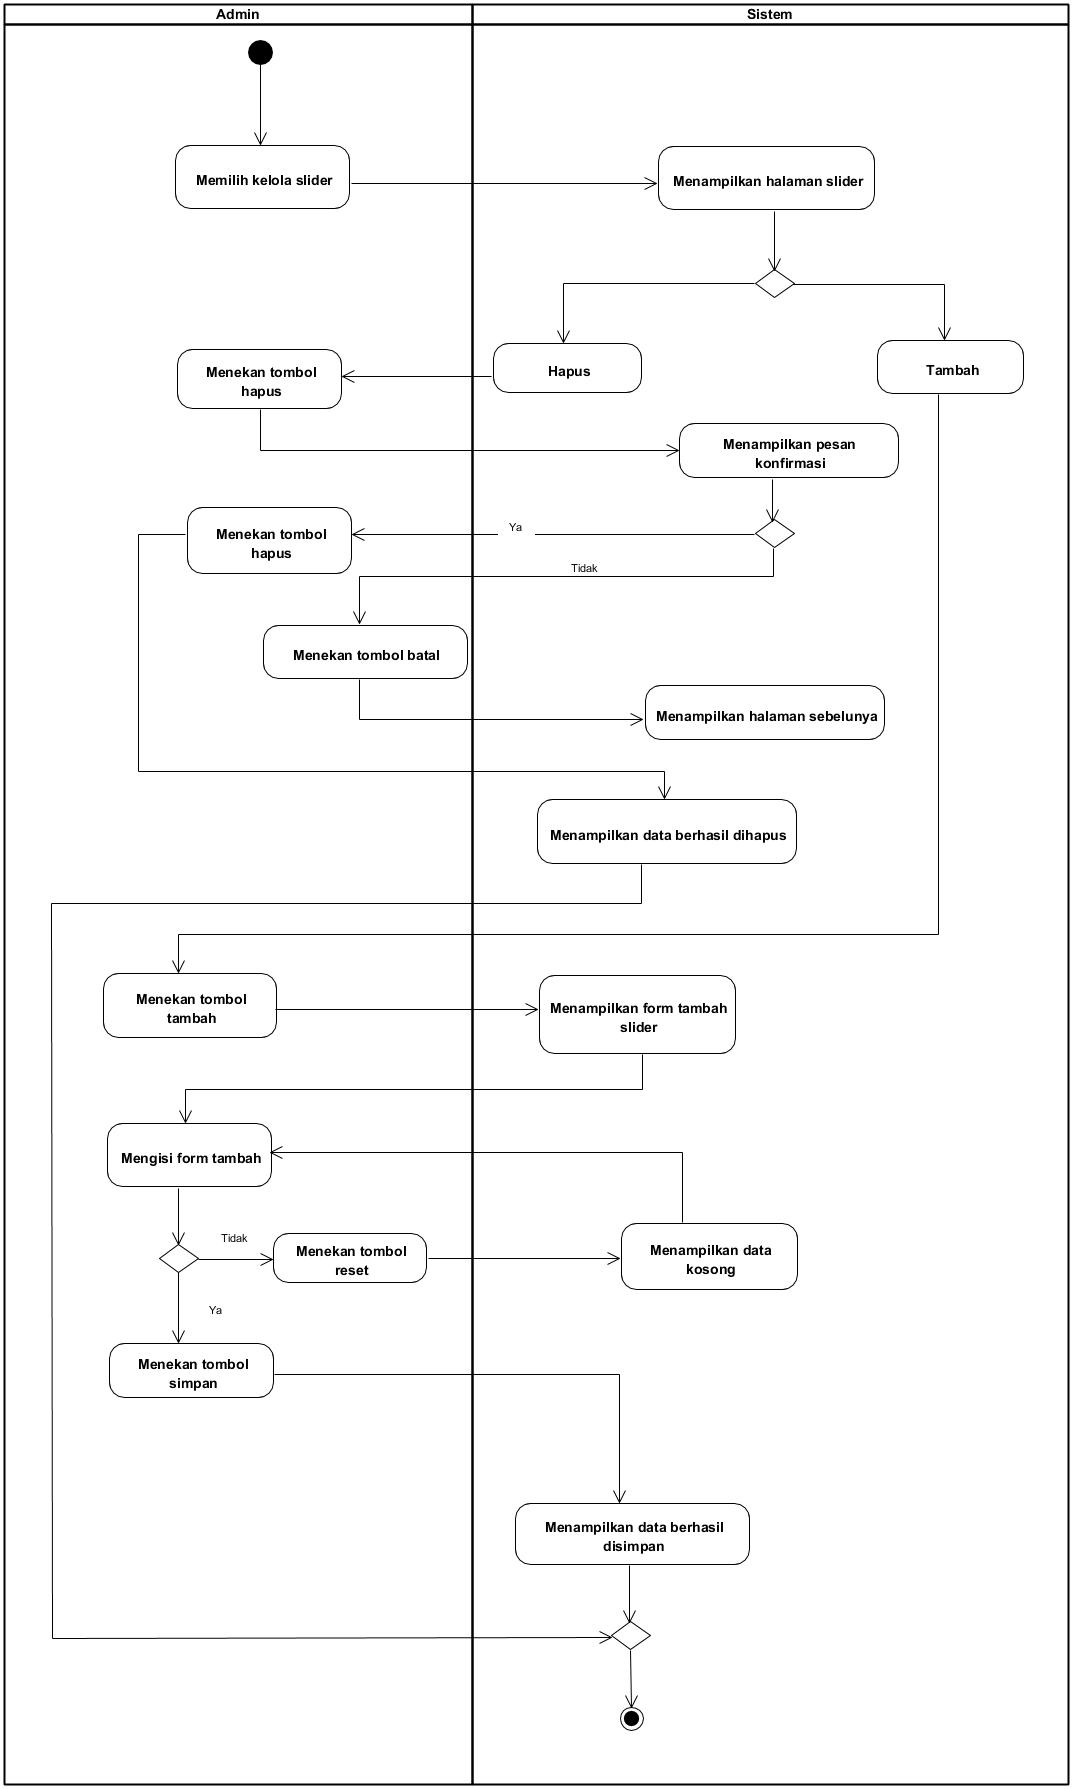 Admin
Sistem
Memilih kelola slider
Menampilkan halaman slider
Menekan tombol
hapus
Hapus
Tambah
Menampilkan pesan
konfirmasi
Menekan tombol
hapus
Ya
Tidak
Menekan tombol batal
Menampilkan halaman sebelunya
Menampilkan data berhasil dihapus
Menekan tombol
tambah
Menampilkan form tambah
slider
Mengisi form tambah
Tidak
Menekan tombol
reset
Menampilkan data
kosong
Ya
Menekan tombol
simpan
Menampilkan data berhasil
disimpan